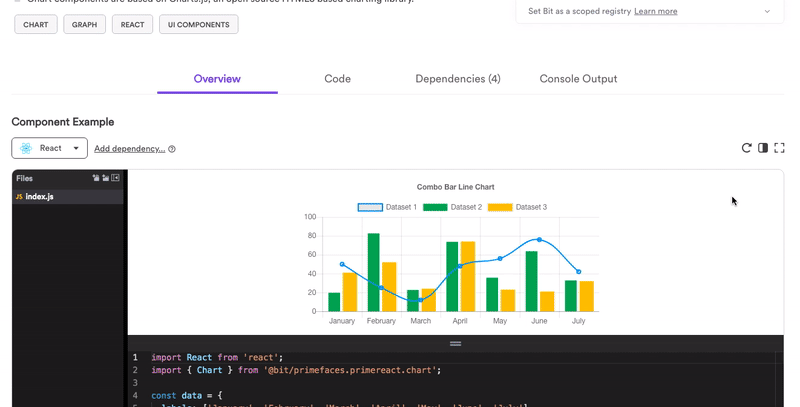 Chart components are based on Charts.js, an open source HTML5 based charting library.
Set Bit as a scoped registry Learn more
CHART GRAPH REACT UI COMPONENTS
Overview Code Dependencies (4) Console Output
Component Example
React Add dependency...
Files
JS index.js
Combo Bar Line Chart
Dataset 1 Dataset 2 Dataset 3
100
80
60
40
20
0
January February March April May June July
1 import React from 'react';
2 import { Chart } from '@bit/primefaces.primereact.chart';
3
4 const data = {